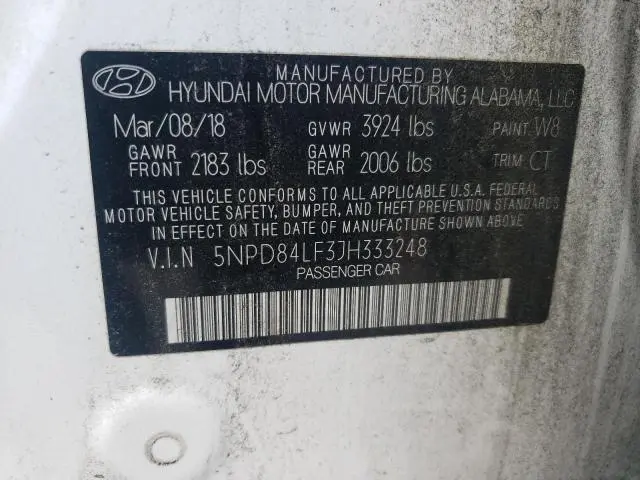 MANUFACTURED BY
HYUNDAI MOTOR MANUFACTURING ALABAMA, LLC
Mar/08/18 GVWR 3924 lbs PAINT W8
GAWR FRONT 2183 lbs GAWR REAR 2006 lbs TRIM CT
THIS VEHICLE CONFORMS TO ALL APPLICABLE U.S.A. FEDERAL
MOTOR VEHICLE SAFETY, BUMPER, AND THEFT PREVENTION STANDARDS
IN EFFECT ON THE DATE OF MANUFACTURE SHOWN ABOVE.
V.I.N 5NPD84LF3JH333248
PASSENGER CAR